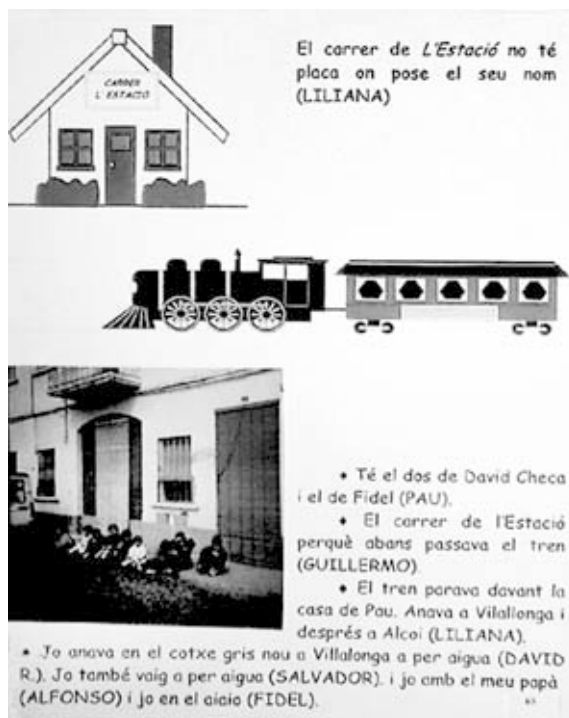 CARRER
L'ESTACIÓ
El carrer de L'Estació no té
placa on pose el seu nom
(LILIANA)
♦ Té el dos de David Checa
i el de Fidel (PAU).
♦ El carrer de l'Estació
perquè abans passava el tren
(GUILLERMO).
♦ El tren parava davant la
casa de Pau. Anava a Vilallonga i
després a Alcoi (LILIANA).
♦ Jo anava en el cotxe gris nou a Villalonga a per aigua (DAVID
R.). Jo també vaig a per aigua (SALVADOR). i jo amb el meu papà
(ALFONSO) i jo en el aiaio (FIDEL).